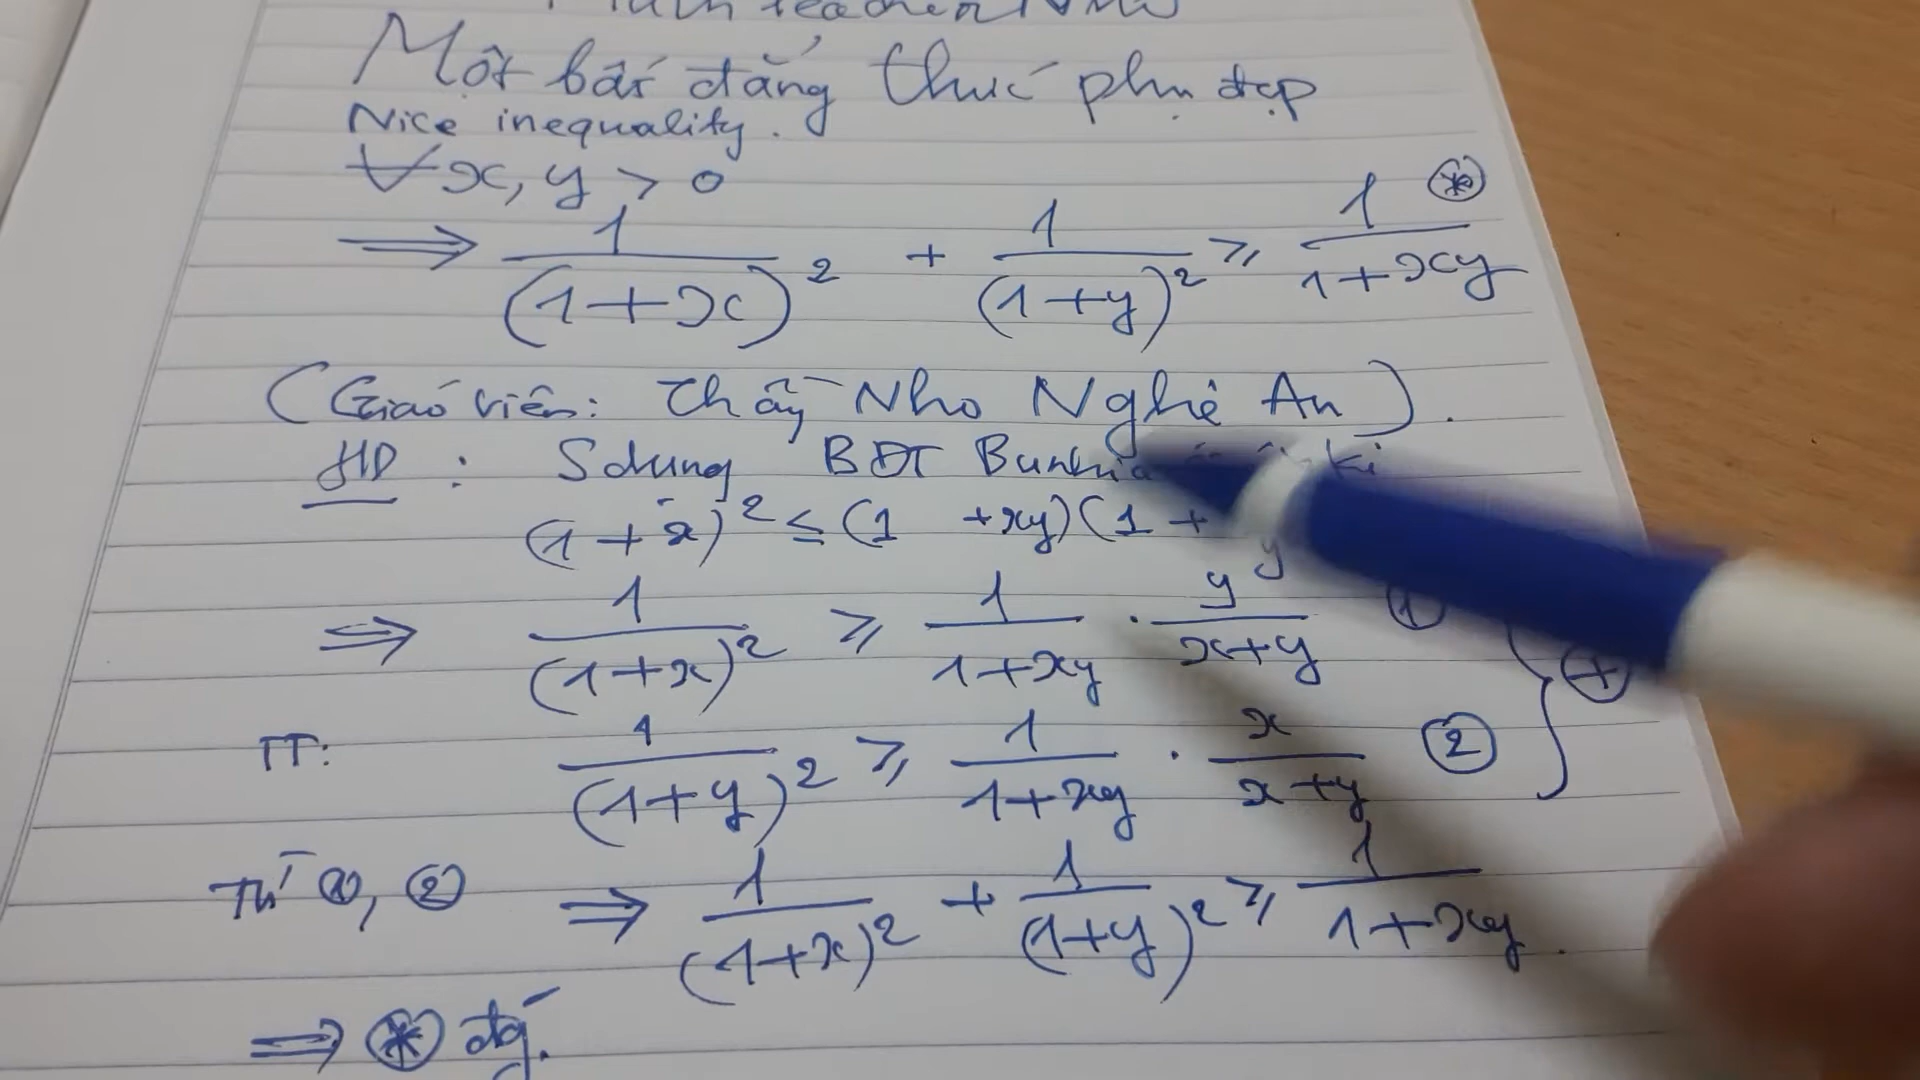 Một bất đẳng thức phụ đẹp
Nice inequality.
∀x, y > 0
⟹ 1/(1+x)² + 1/(1+y)² ≥ 1/(1+xy) (*)
(Giáo viên: Thầy Nho Nghệ An).
HD: Sdung BĐT
(1+x)² ≤ (1 +xy)(1 +
⟹ 1/(1+x)² ≥ 1/(1+xy) · y/(x+y) (1)
TT: 1/(1+y)² ≥ 1/(1+xy) · x/(x+y) (2) } (+)
Từ (1), (2) ⟹ 1/(1+x)² + 1/(1+y)² ≥ 1/(1+xy).
⟹ (*) đg.